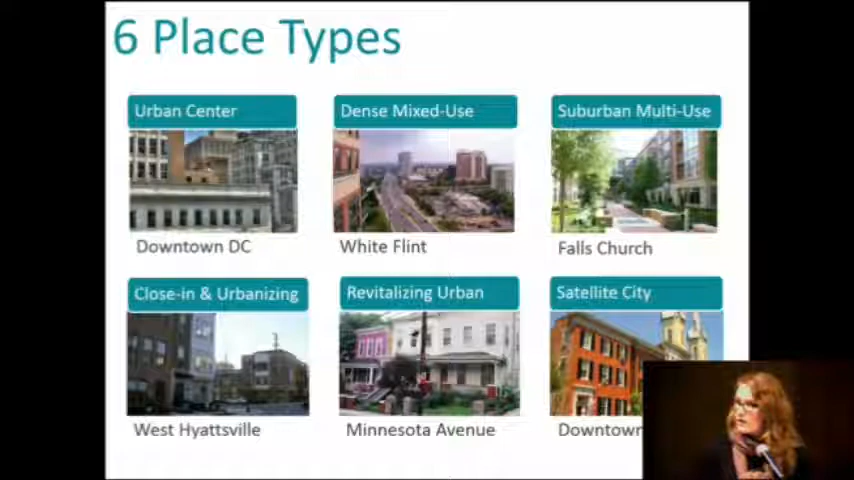 6 Place Types
Urban Center
Dense Mixed-Use
Suburban Multi-Use
Downtown DC
White Flint
Falls Church
Close-in & Urbanizing
Revitalizing Urban
Satellite City
West Hyattsville
Minnesota Avenue
Downtown